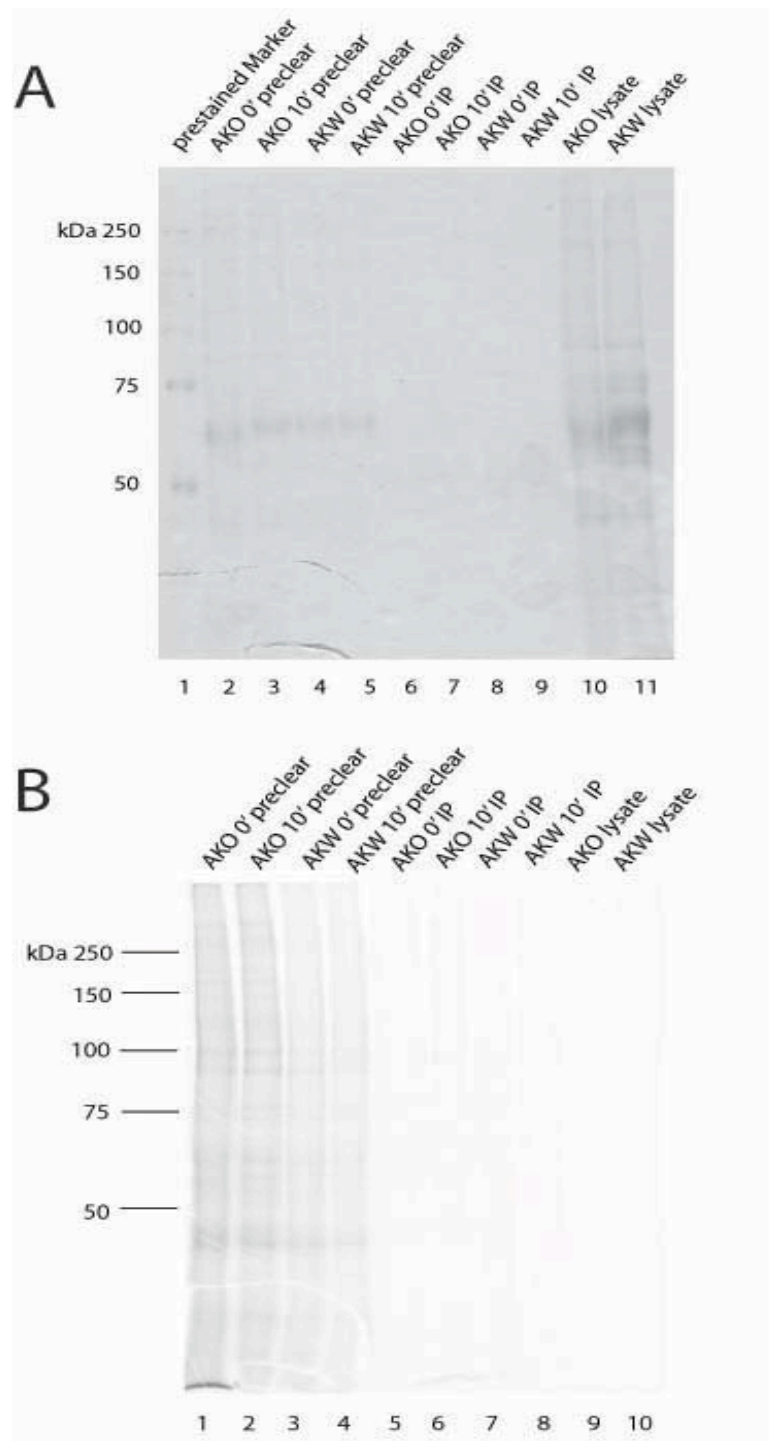 A
prestained Marker
AKO 0' preclear
AKO 10' preclear
AKW 0' preclear
AKW 10' preclear
AKO 0' IP
AKO 10' IP
AKW 0' IP
AKW 10' IP
AKO lysate
AKW lysate
kDa 250
150
100
75
50
1 2 3 4 5 6 7 8 9 10 11
B
AKO 0' preclear
AKO 10' preclear
AKW 0' preclear
AKW 10' preclear
AKO 0' IP
AKO 10' IP
AKW 0' IP
AKW 10' IP
AKO lysate
AKW lysate
kDa 250
150
100
75
50
1 2 3 4 5 6 7 8 9 10